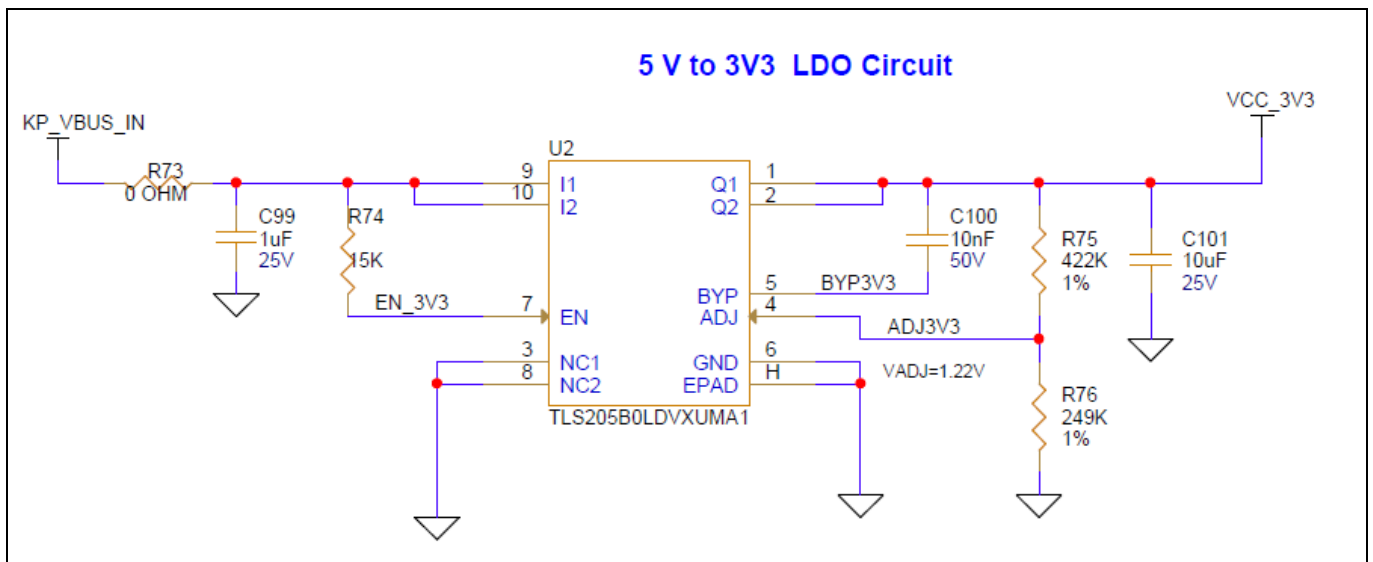 5 V to 3V3 LDO Circuit
KP_VBUS_IN
VCC_3V3
R73
0 OHM
U2
9
10
I1
I2
Q1
Q2
1
2
C99
1uF
25V
R74
15K
C100
10nF
50V
R75
422K
1%
C101
10uF
25V
EN_3V3
7
EN
BYP
ADJ
5
4
BYP3V3
ADJ3V3
3
8
NC1
NC2
GND
EPAD
6
H
VADJ=1.22V
R76
249K
1%
TLS205B0LDVXUMA1